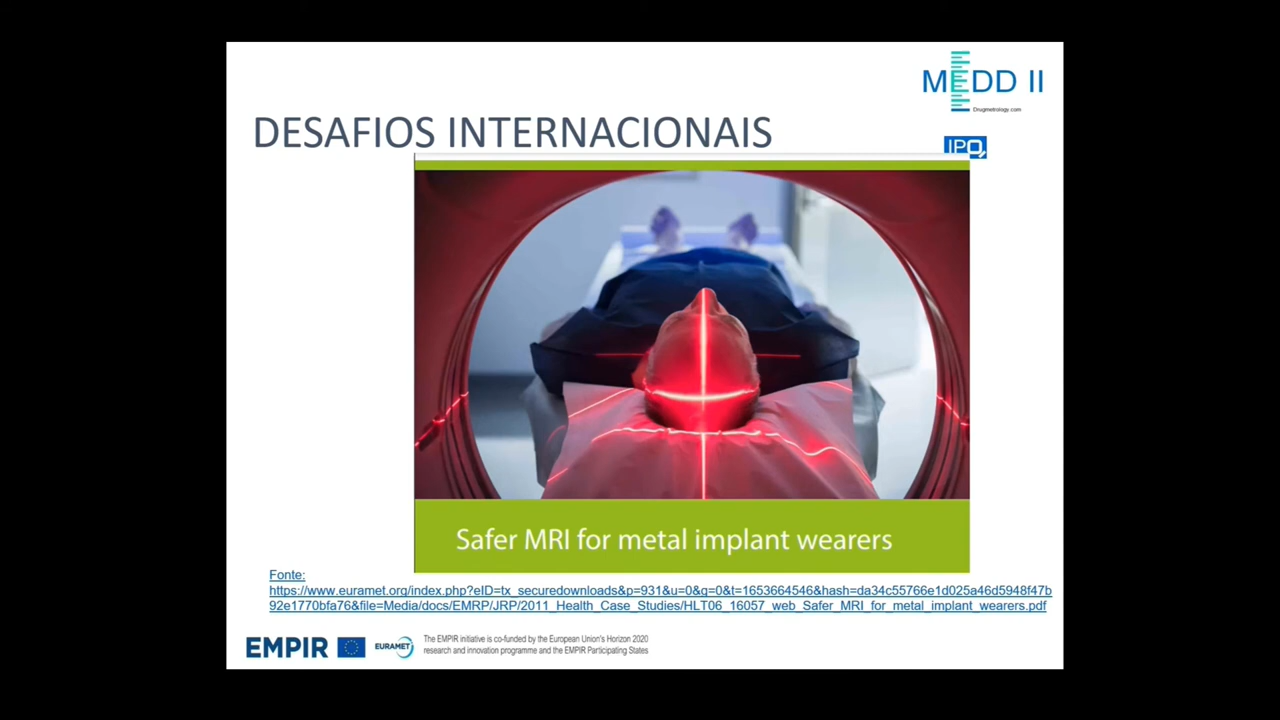 MEDD II
Drugmetrology.com
DESAFIOS INTERNACIONAIS
IPQ
Safer MRI for metal implant wearers
Fonte:
https://www.euramet.org/index.php?eID=tx_securedownloads&p=931&u=0&g=0&t=1653664546&hash=da34c55766e1d025a46d5948f47b
92e1770bfa76&file=Media/docs/EMRP/JRP/2011_Health_Case_Studies/HLT06_16057_web_Safer_MRI_for_metal_implant_wearers.pdf
EMPIR
EURAMET
The EMPIR initiative is co-funded by the European Union's Horizon 2020
research and innovation programme and the EMPIR Participating States